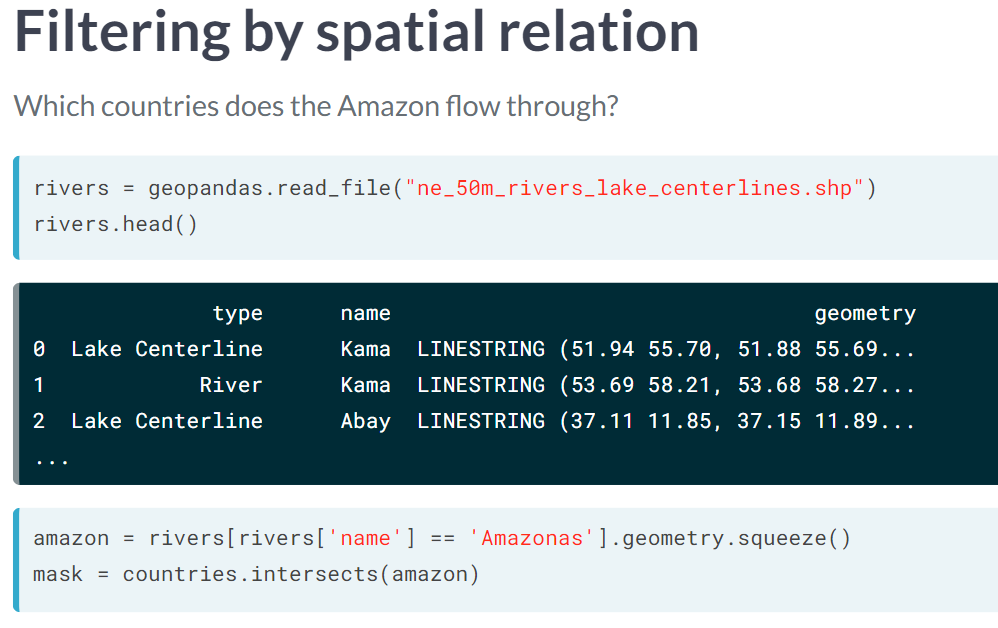 Filtering by spatial relation
Which countries does the Amazon flow through?
rivers = geopandas.read_file("ne_50m_rivers_lake_centerlines.shp")
rivers.head()
type name geometry
0 Lake Centerline Kama LINESTRING (51.94 55.70, 51.88 55.69...
1 River Kama LINESTRING (53.69 58.21, 53.68 58.27...
2 Lake Centerline Abay LINESTRING (37.11 11.85, 37.15 11.89...
...
amazon = rivers[rivers['name'] == 'Amazonas'].geometry.squeeze()
mask = countries.intersects(amazon)